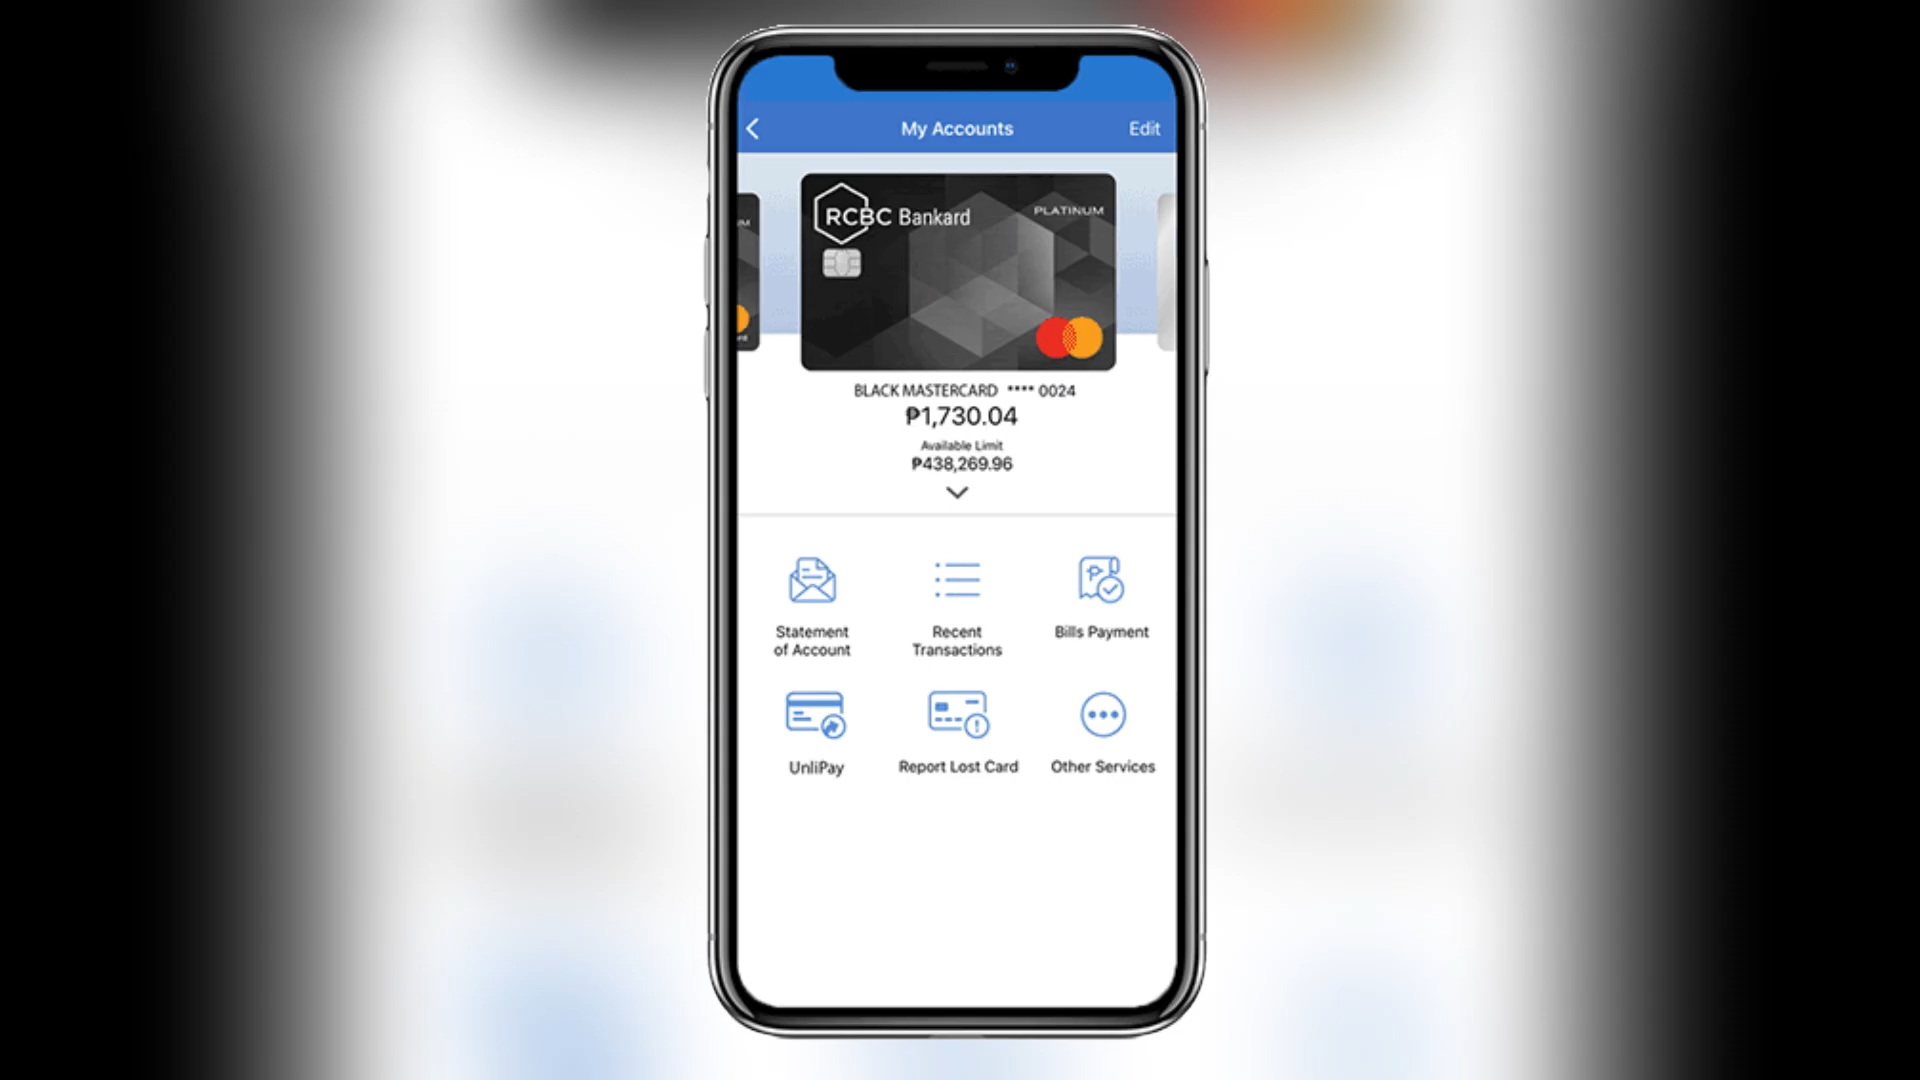 My Accounts
Edit
RCBC Bankard
PLATINUM
BLACK MASTERCARD **** 0024
₱1,730.04
Available Limit
₱438,269.96
Statement
of Account
Recent
Transactions
Bills Payment
UnliPay
Report Lost Card
Other Services